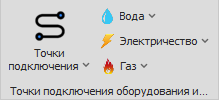 Точки
подключения
Вода
Электричество
Газ
Точки подключения оборудования и...